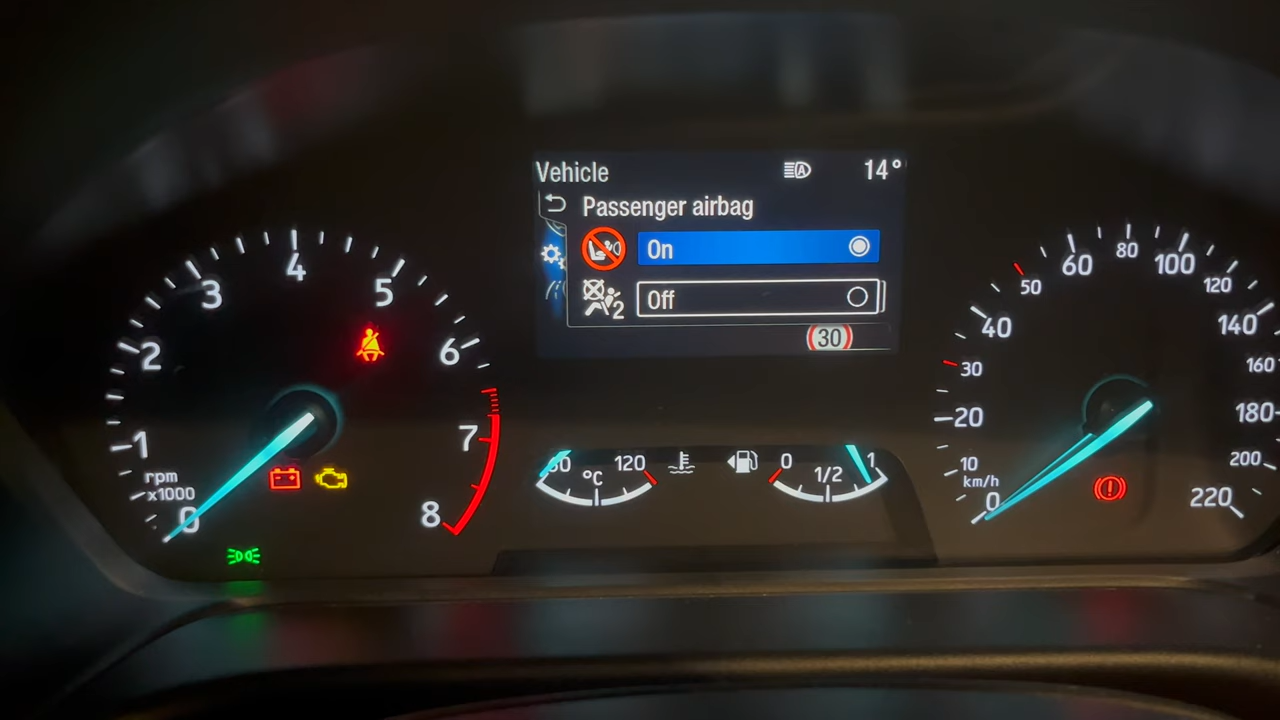 Vehicle 14°
Passenger airbag
On
Off
2
30
0 1 2 3 4 5 6 7 8
rpm
x1000
120
°C
0 1/2 1
0 10 20 30 40 50 60 80 100 120 140 160 180 200 220
km/h